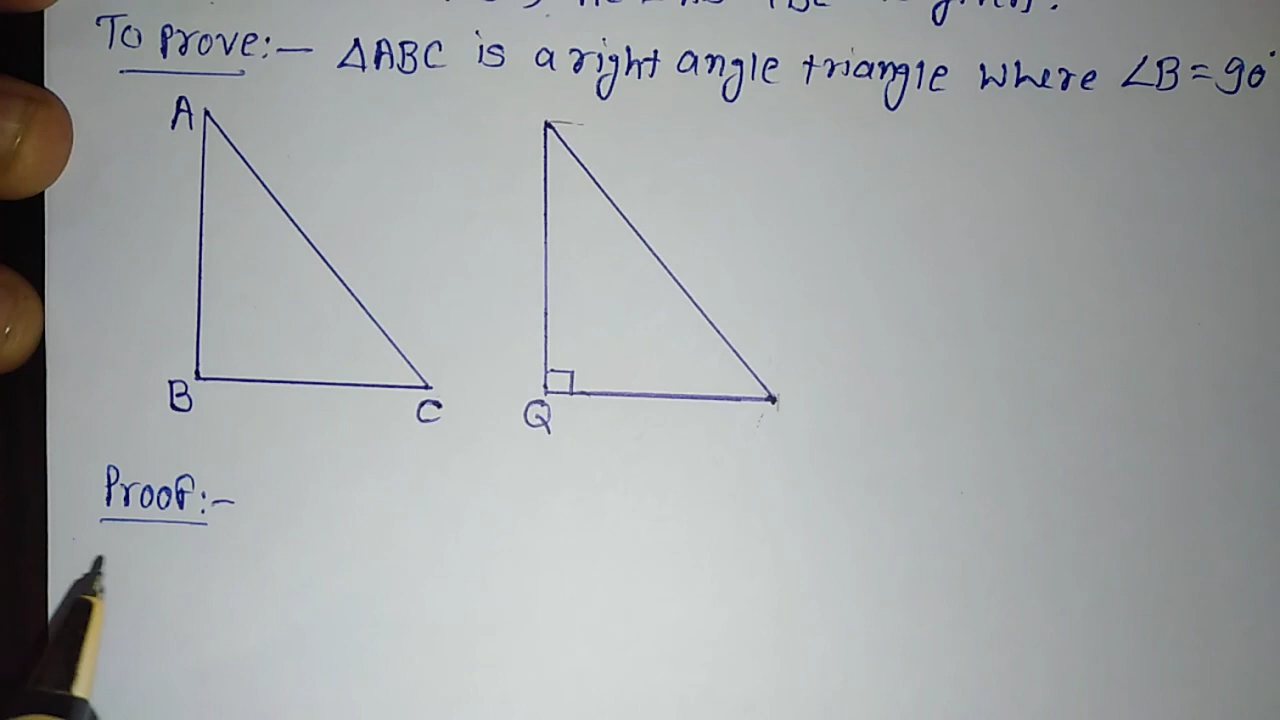 To Prove:— ΔABC is a right angle triangle where ∠B = 90°
A
B
C
Q
Proof:-